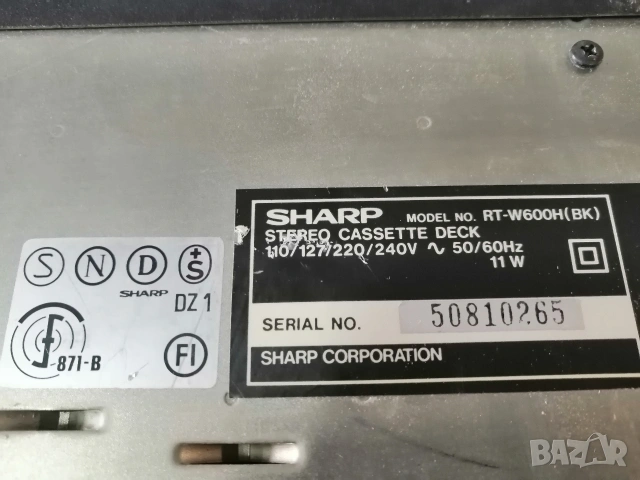 SHARP MODEL NO. RT-W600H(BK)
STEREO CASSETTE DECK
110/127/220/240V ∿ 50/60Hz
11 W
SERIAL NO. 50810265
SHARP CORPORATION
S N D +S
SHARP DZ 1
871-B FI
BAZAR